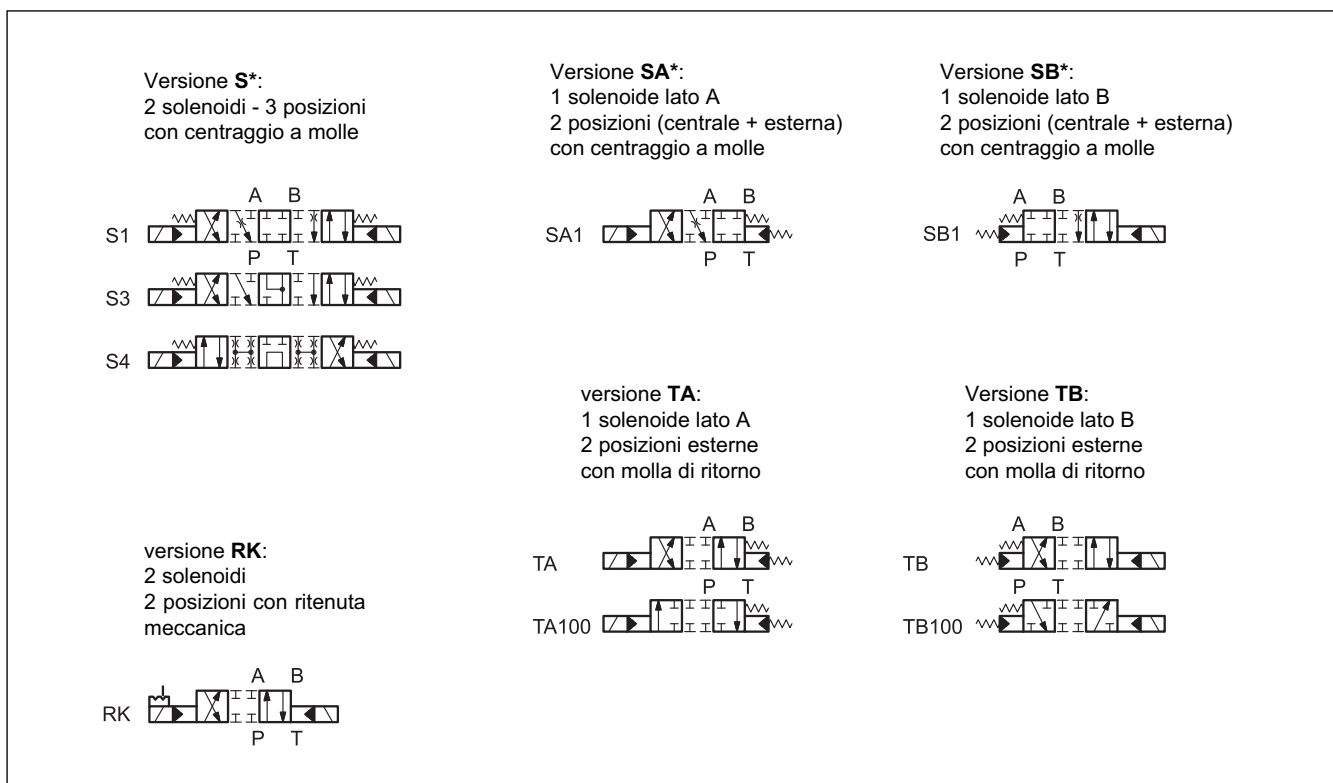 Versione S*:
2 solenoidi - 3 posizioni
con centraggio a molle
A B
S1
P T
S3
S4
Versione SA*:
1 solenoide lato A
2 posizioni (centrale + esterna)
con centraggio a molle
A B
SA1
P T
Versione SB*:
1 solenoide lato B
2 posizioni (centrale + esterna)
con centraggio a molle
A B
SB1
P T
versione TA:
1 solenoide lato A
2 posizioni esterne
con molla di ritorno
A B
TA
P T
TA100
Versione TB:
1 solenoide lato B
2 posizioni esterne
con molla di ritorno
A B
TB
P T
TB100
versione RK:
2 solenoidi
2 posizioni con ritenuta
meccanica
A B
RK
P T